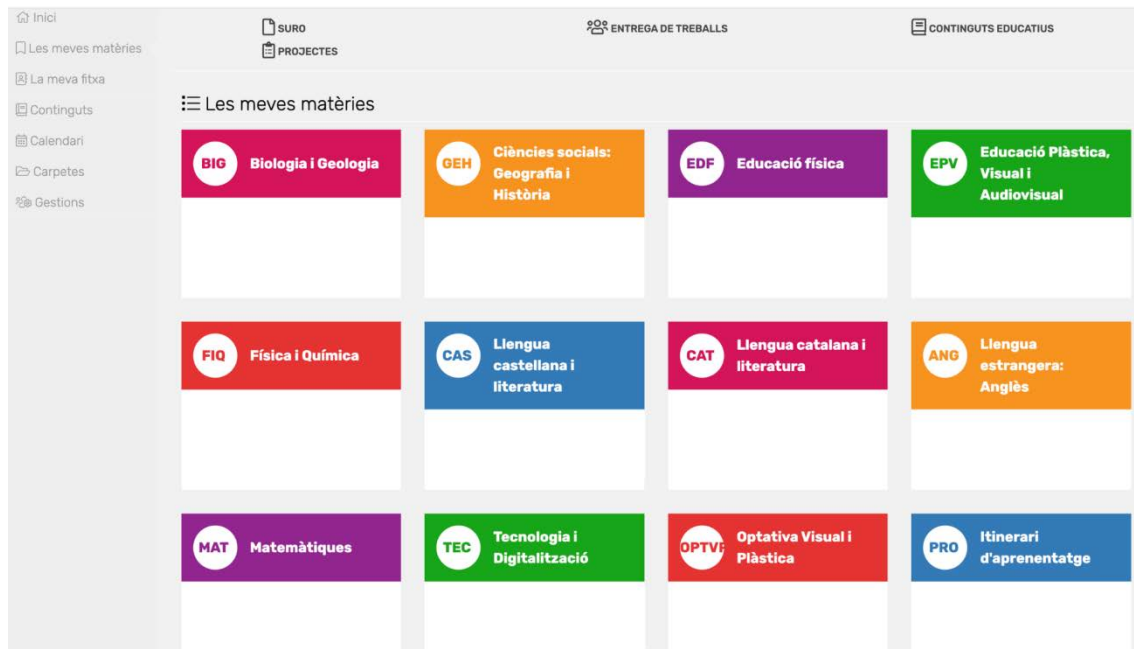 Inici
Les meves matèries
La meva fitxa
Continguts
Calendari
Carpetes
Gestions
SURO
ENTREGA DE TREBALLS
CONTINGUTS EDUCATIUS
PROJECTES
Les meves matèries
BIG
Biologia i Geologia
GEH
Ciències socials:
Geografia i
Història
EDF
Educació física
EPV
Educació Plàstica,
Visual i
Audiovisual
FIQ
Física i Química
CAS
Llengua
castellana i
literatura
CAT
Llengua catalana i
literatura
ANG
Llengua
estrangera:
Anglès
MAT
Matemàtiques
TEC
Tecnologia i
Digitalització
OPTVP
Optativa Visual i
Plàstica
PRO
Itinerari
d'aprenentatge